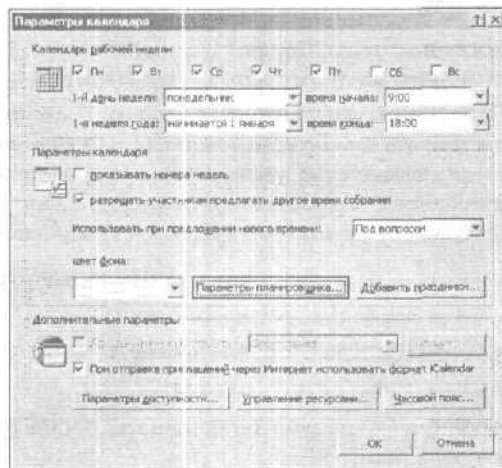 Параметры календаря
Календарь рабочей недели
Пн Вт Ср Чт Пт Сб Вс
1-й день недели: понедельник время начала: 9:00
1-я неделя года: начинается 1 января время конца: 18:00
Параметры календаря
показывать номера недель
разрешать участникам предлагать другое время собрания
Использовать при предложении нового времени: Под вопросом
цвет фона:
Параметры планировщика... Добавить праздники...
Дополнительные параметры
При отправке приглашений через Интернет использовать формат iCalendar
Параметры доступности... Управление ресурсами... Часовой пояс...
ОК Отмена